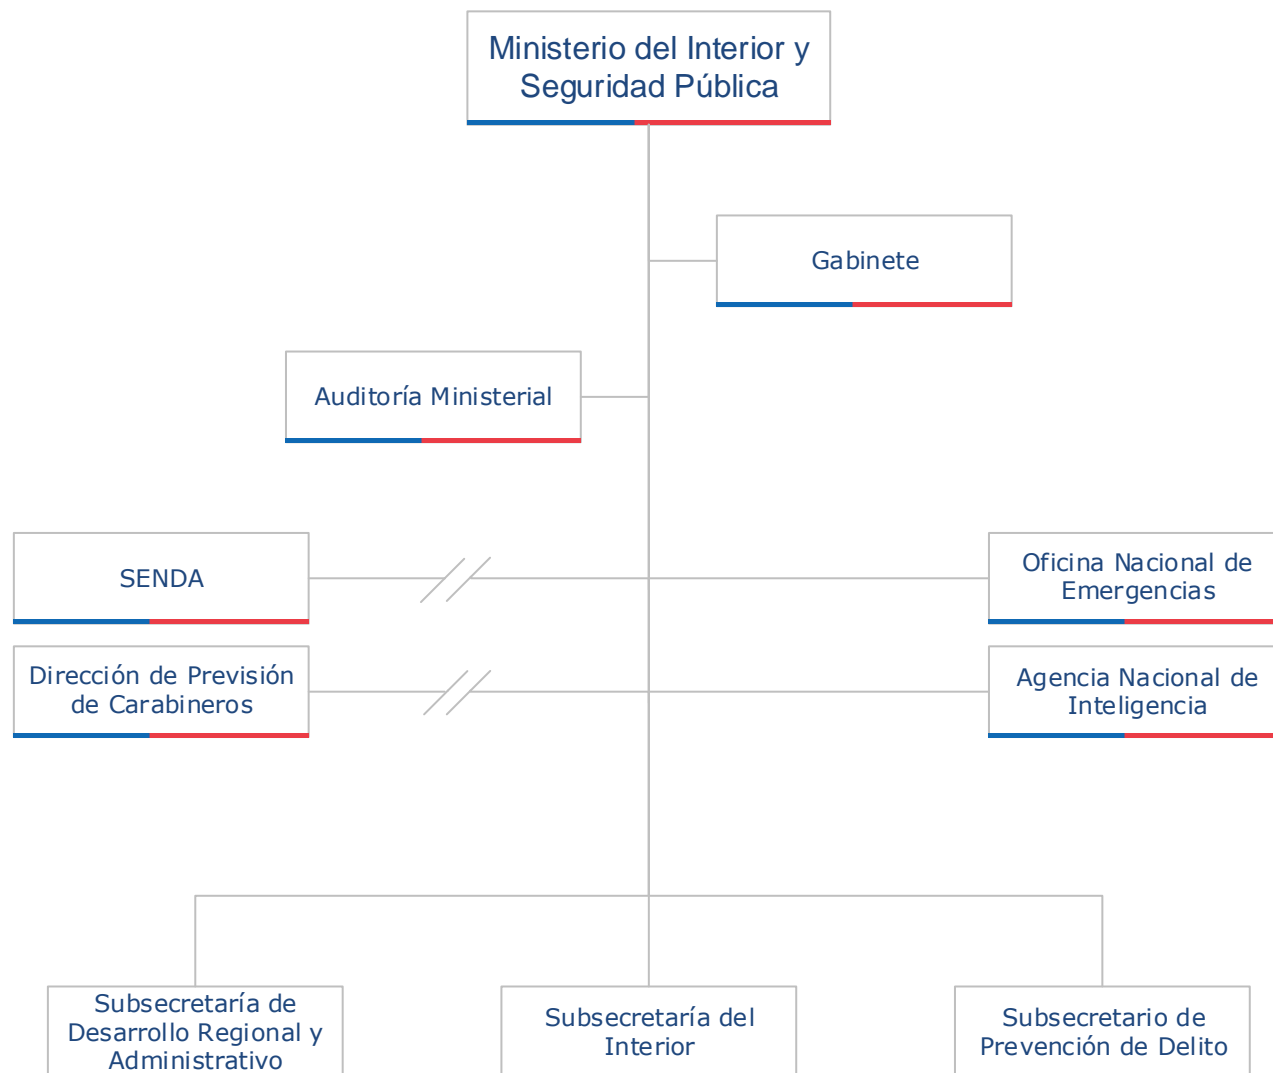 Ministerio del Interior y
Seguridad Pública
Gabinete
Auditoría Ministerial
SENDA
Oficina Nacional de
Emergencias
Dirección de Previsión
de Carabineros
Agencia Nacional de
Inteligencia
Subsecretaría de
Desarrollo Regional y
Administrativo
Subsecretaría del
Interior
Subsecretario de
Prevención de Delito